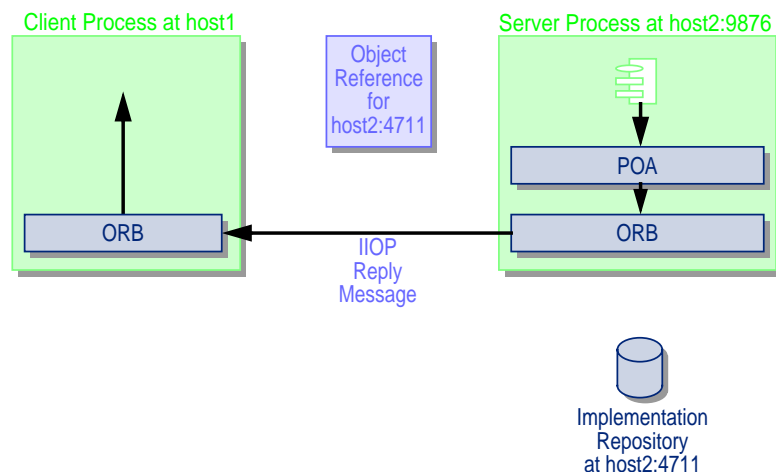 Client Process at host1
Object
Reference
for
host2:4711
Server Process at host2:9876
POA
ORB
ORB
IIOP
Reply
Message
Implementation
Repository
at host2:4711